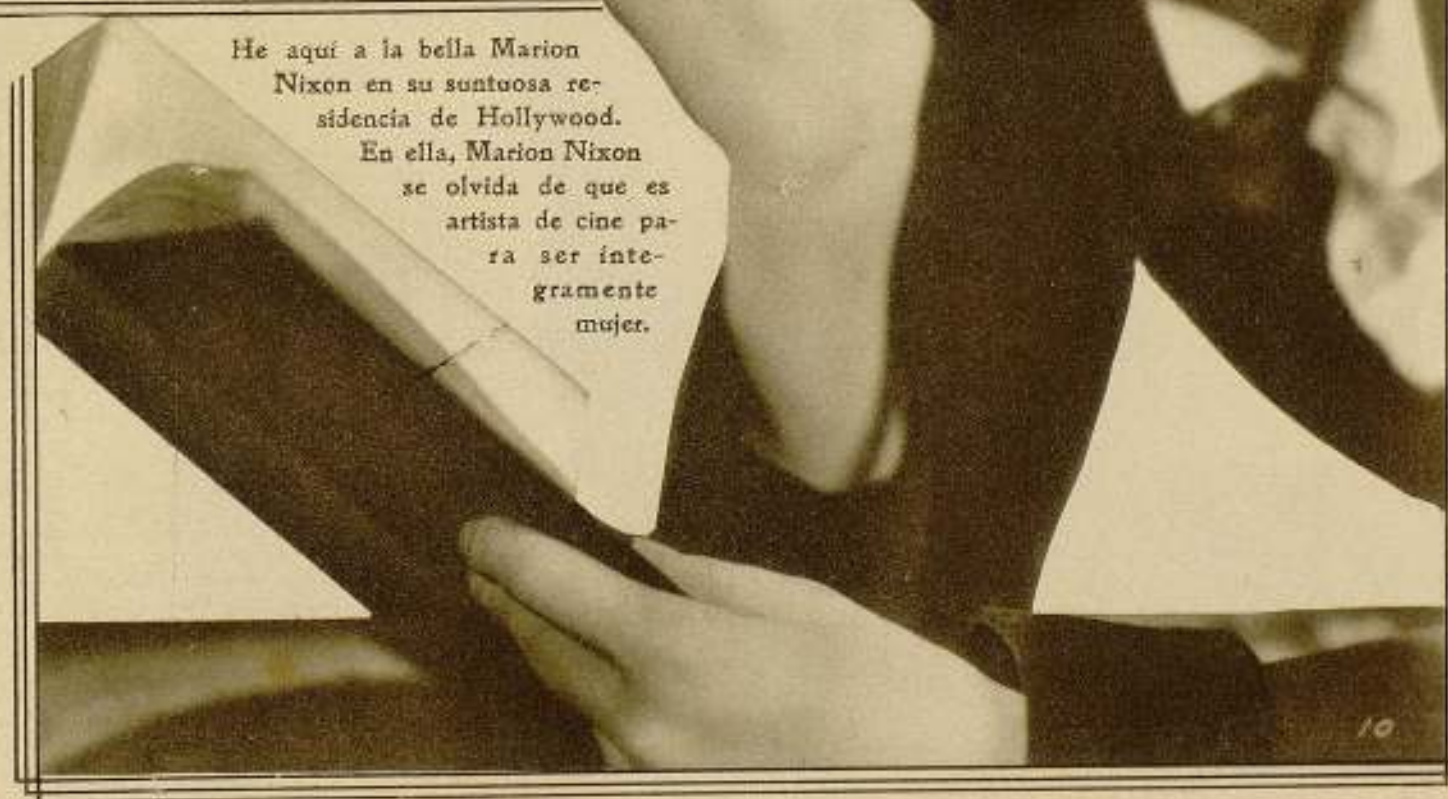 He aquí a la bella Marion
Nixon en su suntuosa re-
sidencia de Hollywood.
En ella, Marion Nixon
se olvida de que es
artista de cine pa-
ra ser ínte-
gramente
mujer.
10